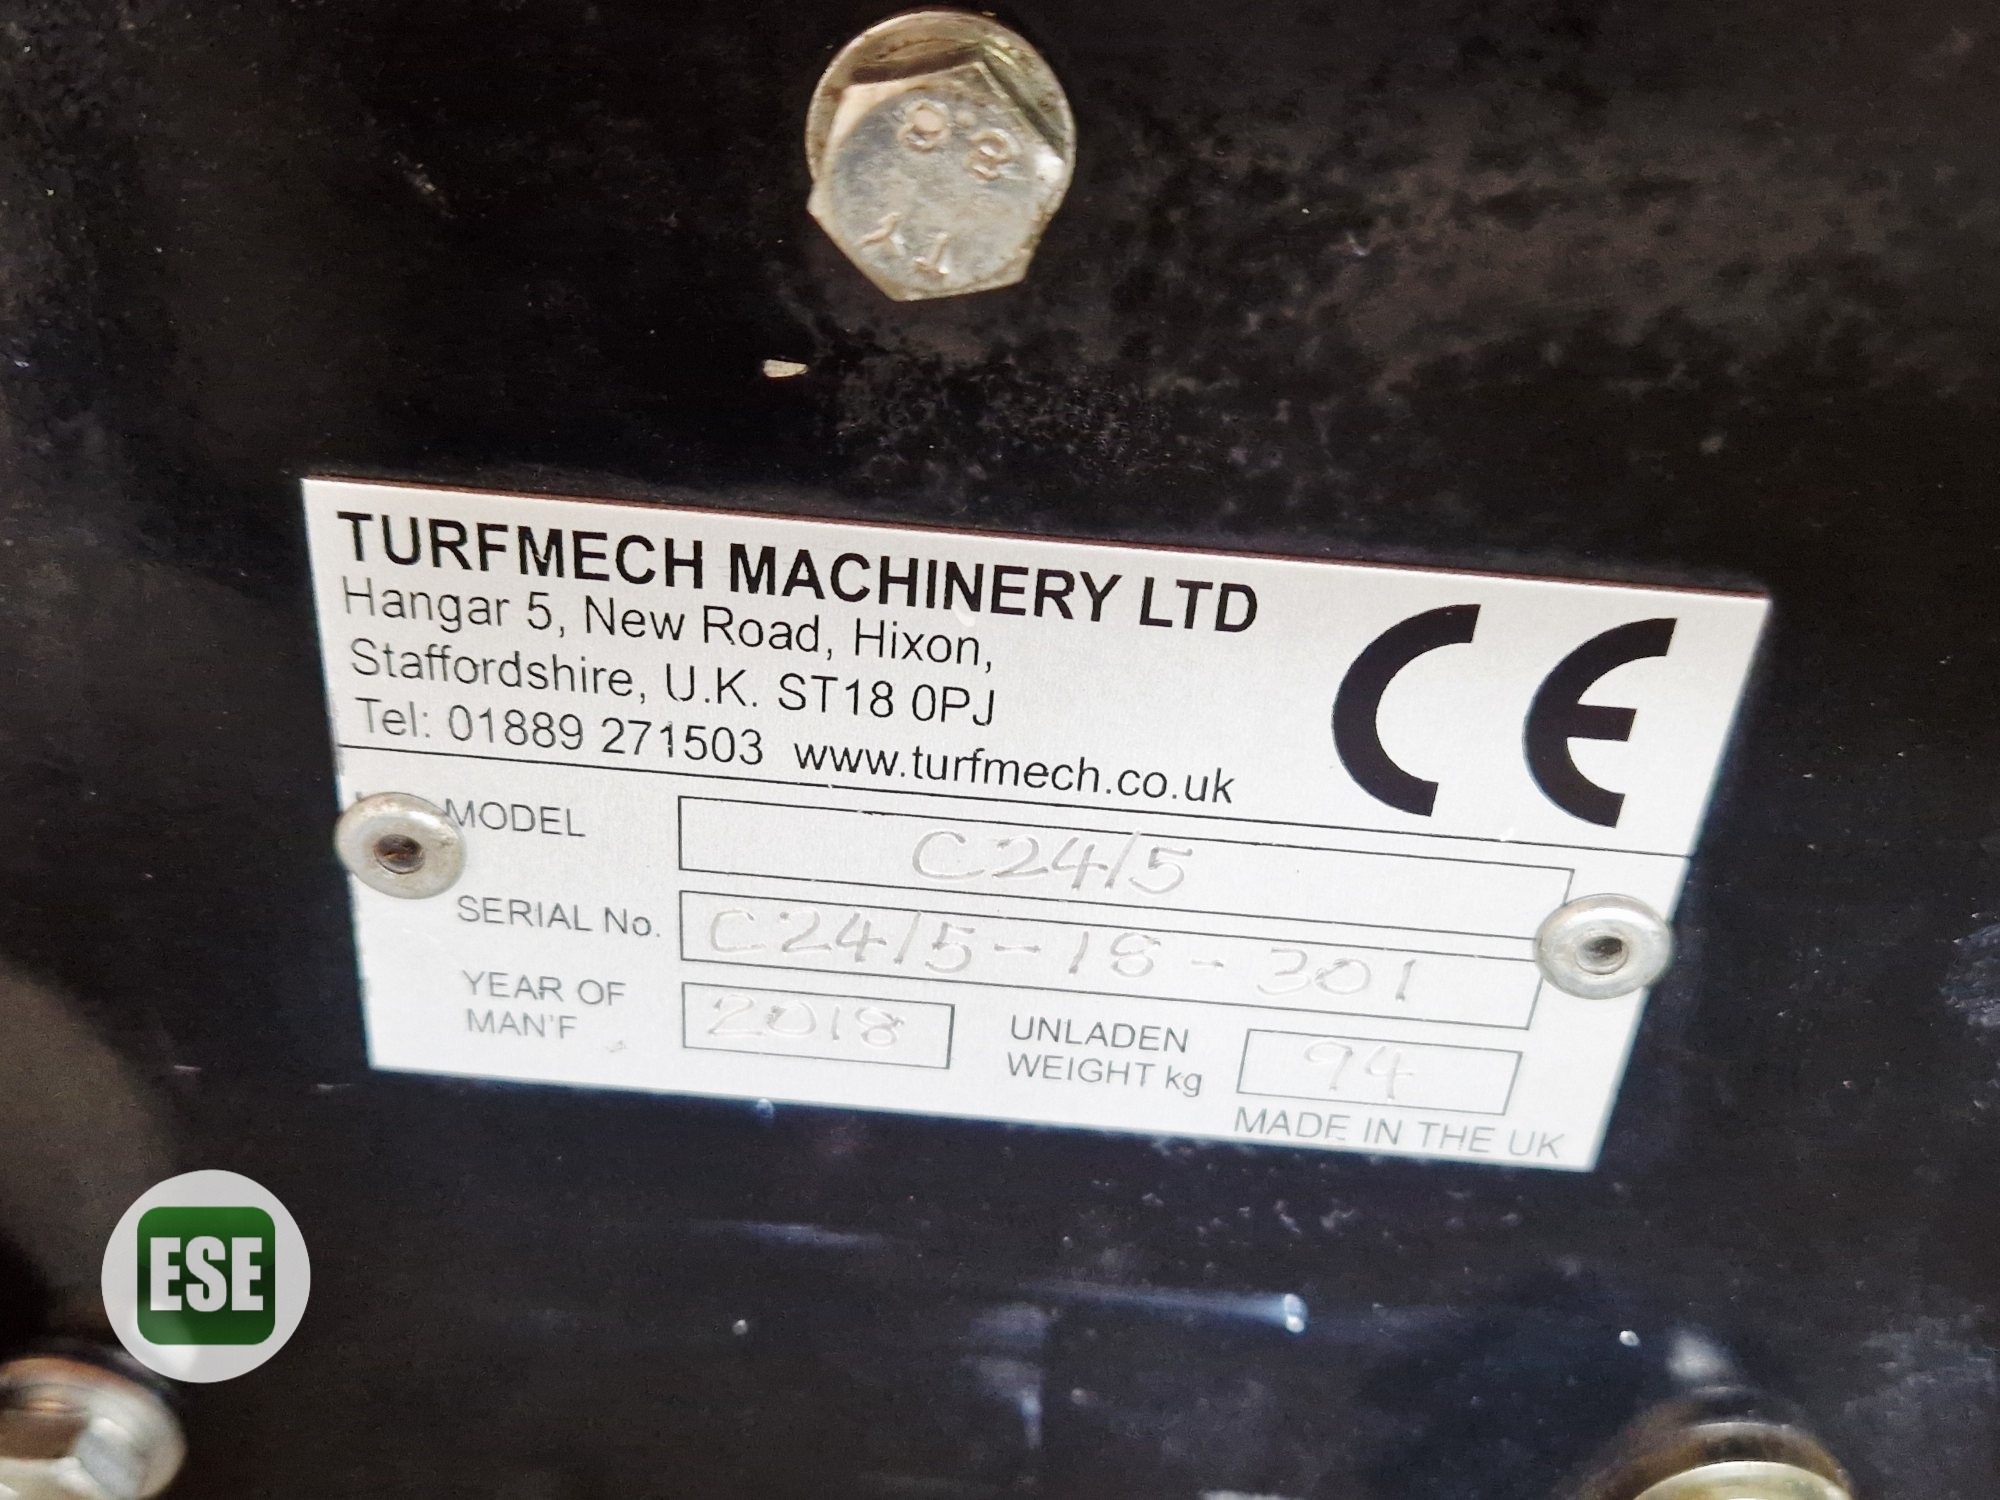 8.8
YT
TURFMECH MACHINERY LTD
Hangar 5, New Road, Hixon,
Staffordshire, U.K. ST18 0PJ
Tel: 01889 271503 www.turfmech.co.uk
CE
MODEL C24/5
SERIAL No. C24/5-18-301
YEAR OF MAN'F 2018
UNLADEN WEIGHT kg 94
MADE IN THE UK
ESE